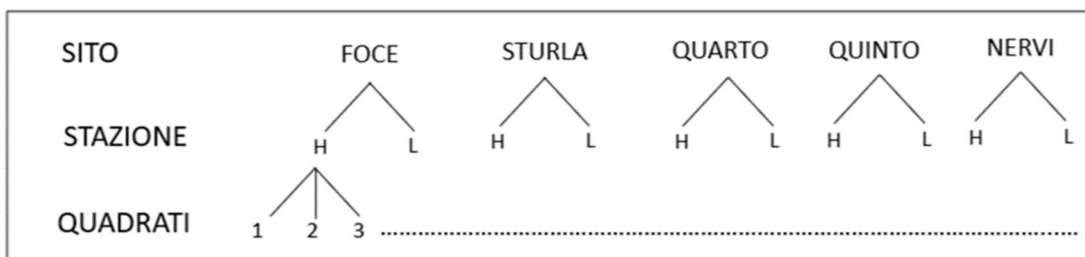 SITO FOCE STURLA QUARTO QUINTO NERVI
STAZIONE H L H L H L H L H L
QUADRATI 1 2 3 ................................................................